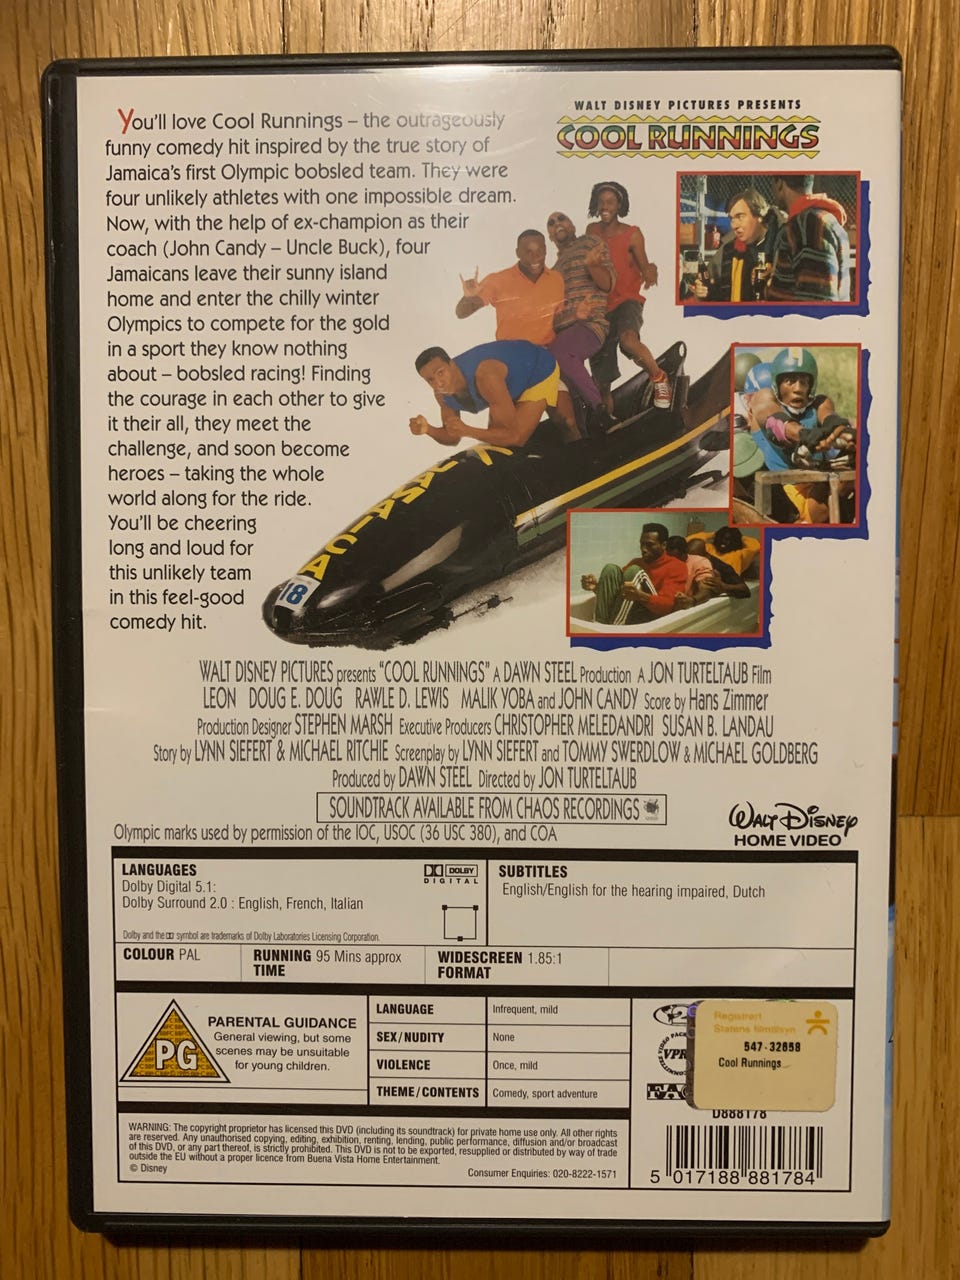 You'll love Cool Runnings – the outrageously
funny comedy hit inspired by the true story of
Jamaica's first Olympic bobsled team. They were
four unlikely athletes with one impossible dream.
Now, with the help of ex-champion as their
coach (John Candy – Uncle Buck), four
Jamaicans leave their sunny island
home and enter the chilly winter
Olympics to compete for the gold
in a sport they know nothing
about – bobsled racing! Finding
the courage in each other to give
it their all, they meet the
challenge, and soon become
heroes – taking the whole
world along for the ride.
You'll be cheering
long and loud for
this unlikely team
in this feel-good
comedy hit.
WALT DISNEY PICTURES PRESENTS
COOL RUNNINGS
JAMAICA
18
WALT DISNEY PICTURES presents "COOL RUNNINGS" A DAWN STEEL Production A JON TURTELTAUB Film
LEON DOUG E. DOUG RAWLE D. LEWIS MALIK YOBA and JOHN CANDY Score by Hans Zimmer
Production Designer STEPHEN MARSH Executive Producers CHRISTOPHER MELEDANDRI SUSAN B. LANDAU
Story by LYNN SIEFERT & MICHAEL RITCHIE Screenplay by LYNN SIEFERT and TOMMY SWERDLOW & MICHAEL GOLDBERG
Produced by DAWN STEEL Directed by JON TURTELTAUB
SOUNDTRACK AVAILABLE FROM CHAOS RECORDINGS
Olympic marks used by permission of the IOC, USOC (36 USC 380), and COA
WALT DISNEY
HOME VIDEO
LANGUAGES
Dolby Digital 5.1:
Dolby Surround 2.0 : English, French, Italian
DOLBY
DIGITAL
Dolby and the symbol are trademarks of Dolby Laboratories Licensing Corporation.
SUBTITLES
English/English for the hearing impaired, Dutch
COLOUR PAL
RUNNING TIME 95 Mins approx
WIDESCREEN FORMAT 1.85:1
PG
PARENTAL GUIDANCE
General viewing, but some
scenes may be unsuitable
for young children.
LANGUAGE Infrequent, mild
SEX/NUDITY None
VIOLENCE Once, mild
THEME/CONTENTS Comedy, sport adventure
2
VPR
FA
Registrert
Statens filmtilsyn
547-32658
Cool Runnings
D888178
WARNING: The copyright proprietor has licensed this DVD (including its soundtrack) for private home use only. All other rights
are reserved. Any unauthorised copying, editing, exhibition, renting, lending, public performance, diffusion and/or broadcast
of this DVD, or any part thereof, is strictly prohibited. This DVD is not to be exported, resupplied or distributed by way of trade
outside the EU without a proper licence from Buena Vista Home Entertainment.
© Disney
Consumer Enquiries: 020-8222-1571
5 017188 881784